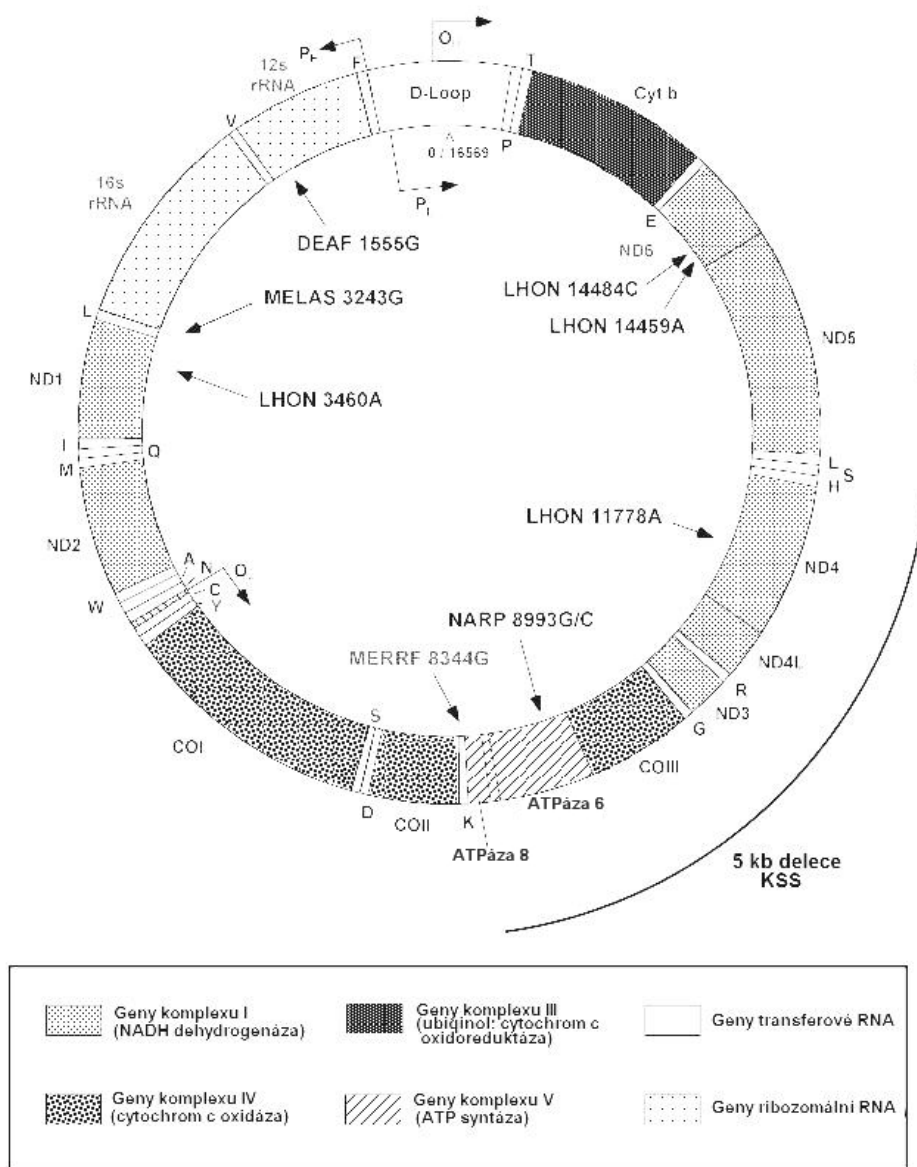 O
P
F
T
12s
rRNA
D-Loop
Cyt b
V
P
0 / 16569
16s
rRNA
P
E
DEAF 1555G
ND6
LHON 14484C
MELAS 3243G
LHON 14459A
L
ND5
ND1
LHON 3460A
I
Q
L
S
M
H
LHON 11778A
ND2
ND4
A
N
O
C
W
Y
NARP 8993G/C
MERRF 8344G
ND4L
R
ND3
S
G
COI
COIII
ATPáza 6
D
COII
K
ATPáza 8
5 kb delece
KSS
Geny komplexu I
(NADH dehydrogenáza)
Geny komplexu III
(ubiqinol: cytochrom c
oxidoreduktáza)
Geny transferové RNA
Geny komplexu IV
(cytochrom c oxidáza)
Geny komplexu V
(ATP syntáza)
Geny ribozomální RNA